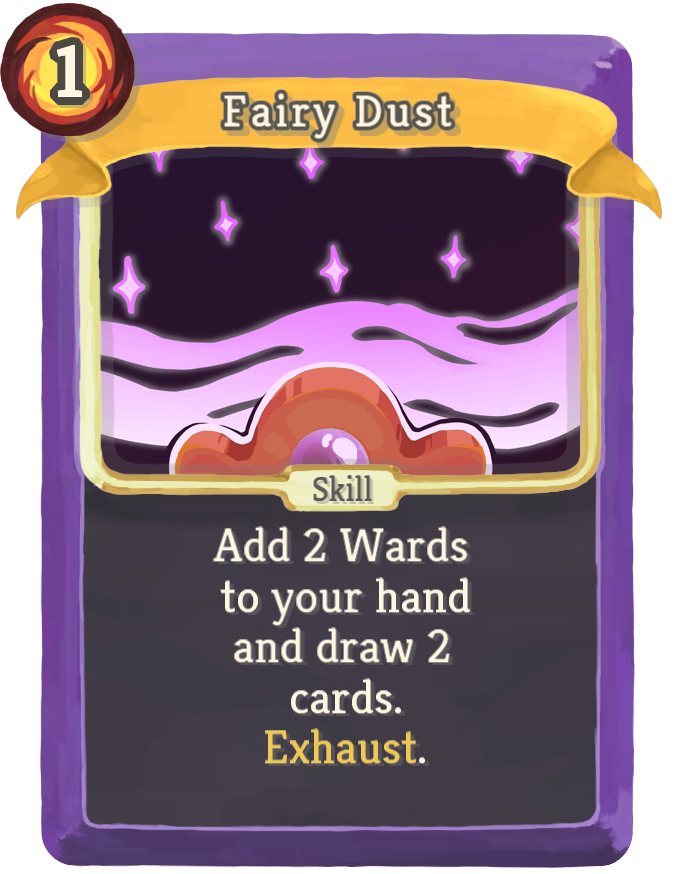 1
Fairy Dust
Skill
Add 2 Wards
to your hand
and draw 2
cards.
Exhaust.